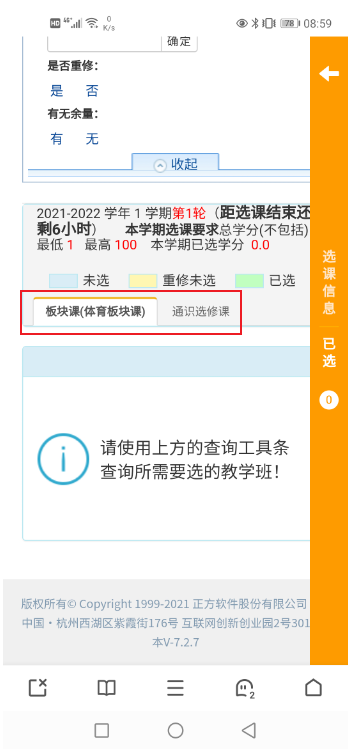 HD 46 0 K/s 78 08:59
确定
是否重修：
是 否
有无余量：
有 无
收起
2021-2022 学年 1 学期第1轮（距选课结束还
剩6小时） 本学期选课要求总学分(不包括)
最低 1 最高 100 本学期已选学分 0.0
未选 重修未选 已选
板块课(体育板块课) 通识选修课
选课信息
已选
0
请使用上方的查询工具条
查询所需要选的教学班！
版权所有© Copyright 1999-2021 正方软件股份有限公司
中国·杭州西湖区紫霞街176号 互联网创新创业园2号301
本V-7.2.7
2